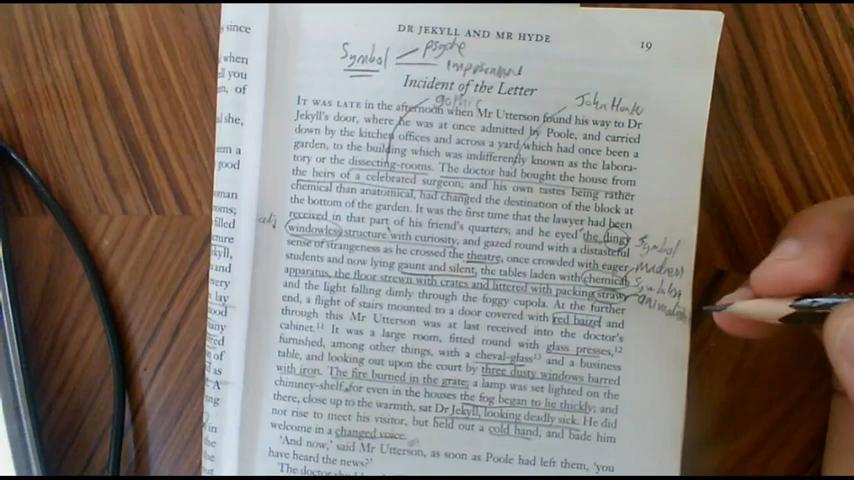 DR JEKYLL AND MR HYDE
19
since
Symbol
psyche
when
ll you
en, of
Incident of the Letter
gothic
IT WAS LATE in the afternoon when Mr Utterson found his way to Dr
Jekyll's door, where he was at once admitted by Poole, and carried
down by the kitchen offices and across a yard which had once been a
garden, to the building which was indifferently known as the labora-
tory or the dissecting-rooms. The doctor had bought the house from
the heirs of a celebrated surgeon; and his own tastes being rather
chemical than anatomical, had changed the destination of the block at
the bottom of the garden. It was the first time that the lawyer had been
received in that part of his friend's quarters; and he eyed the dingy
windowless structure with curiosity, and gazed round with a distasteful
sense of strangeness as he crossed the theatre, once crowded with eager
students and now lying gaunt and silent, the tables laden with chemical
apparatus, the floor strewn with crates and littered with packing straw,
and the light falling dimly through the foggy cupola. At the further
end, a flight of stairs mounted to a door covered with red baize; and
through this Mr Utterson was at last received into the doctor's
cabinet.11 It was a large room, fitted round with glass presses,12
furnished, among other things, with a cheval-glass13 and a business
table, and looking out upon the court by three dusty windows barred
with iron. The fire burned in the grate; a lamp was set lighted on the
chimney-shelf, for even in the houses the fog began to lie thickly; and
there, close up to the warmth, sat Dr Jekyll, looking deadly sick. He did
not rise to meet his visitor, but held out a cold hand, and bade him
welcome in a changed voice.
'And now,' said Mr Utterson, as soon as Poole had left them, 'you
have heard the news?'
The doctor
Symbol
madness